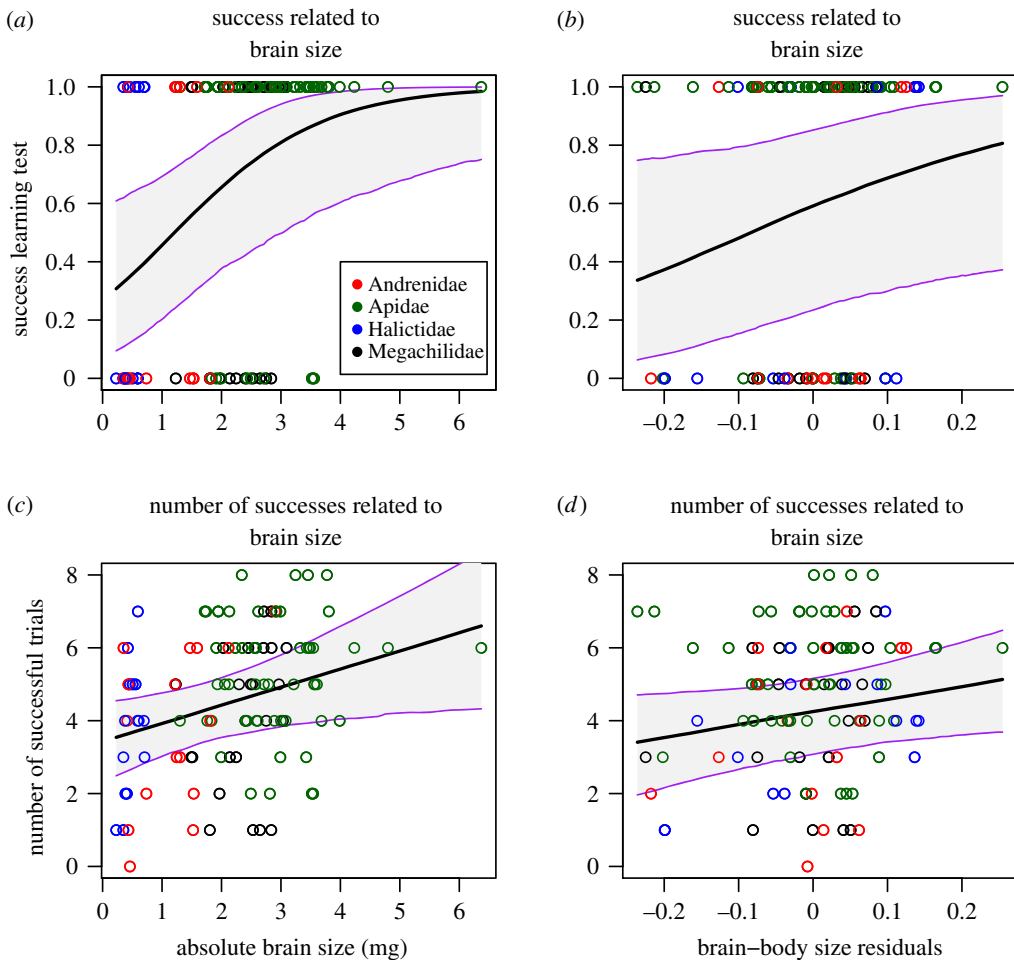 (a) success related to
brain size
(b) success related to
brain size
success learning test
1.0
0.8
0.6
0.4
0.2
0
Andrenidae
Apidae
Halictidae
Megachilidae
0 1 2 3 4 5 6
1.0
0.8
0.6
0.4
0.2
0
−0.2 −0.1 0 0.1 0.2
(c) number of successes related to
brain size
(d) number of successes related to
brain size
number of successful trials
8
6
4
2
0
0 1 2 3 4 5 6
absolute brain size (mg)
8
6
4
2
0
−0.2 −0.1 0 0.1 0.2
brain−body size residuals